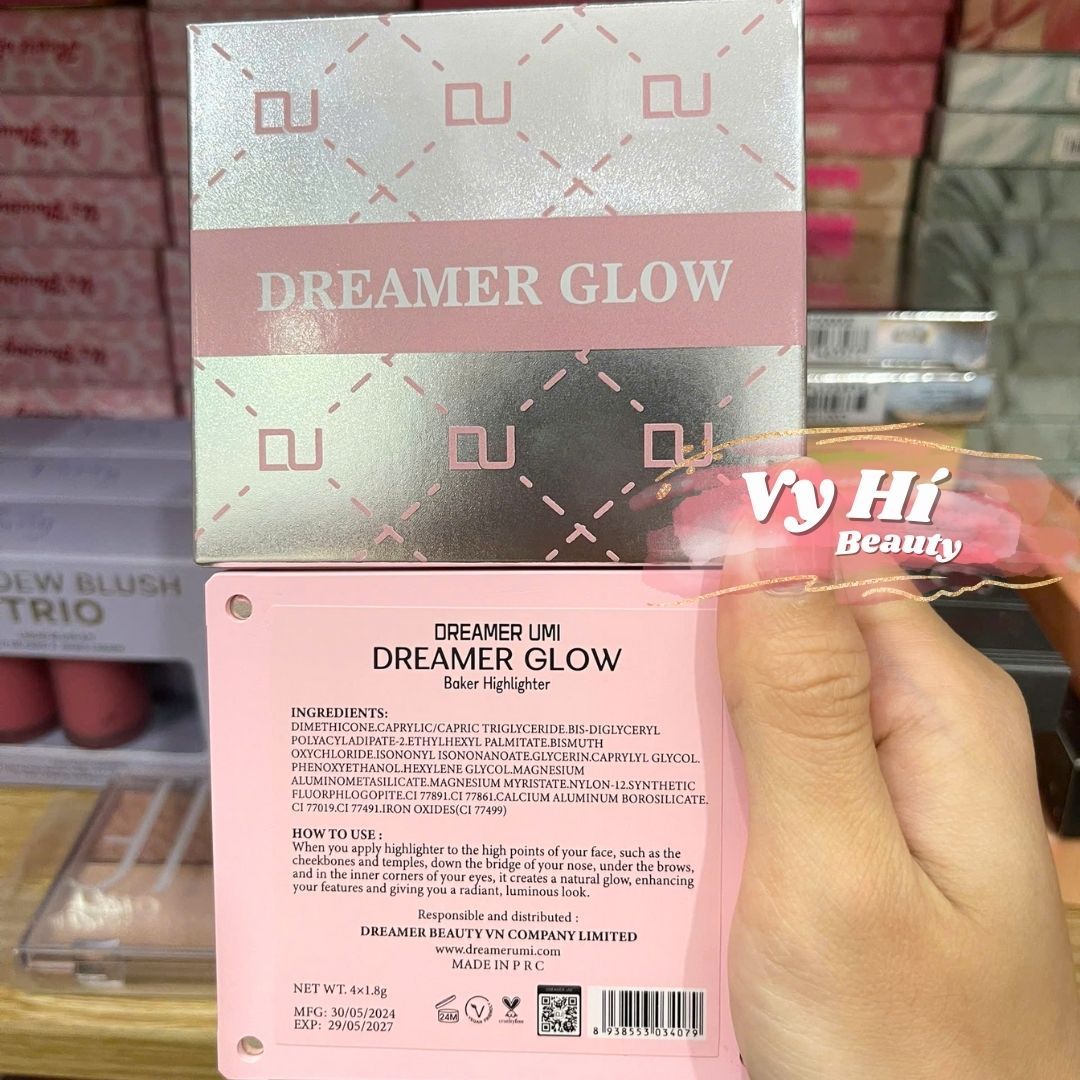 DREAMER GLOW
Vy Hí
Beauty
DEW BLUSH
TRIO
DREAMER UMI
DREAMER GLOW
Baker Highlighter
INGREDIENTS:
DIMETHICONE.CAPRYLIC/CAPRIC TRIGLYCERIDE.BIS-DIGLYCERYL
POLYACYLADIPATE-2.ETHYLHEXYL PALMITATE.BISMUTH
OXYCHLORIDE.ISONONYL ISONONANOATE.GLYCERIN.CAPRYLYL GLYCOL.
PHENOXYETHANOL.HEXYLENE GLYCOL.MAGNESIUM
ALUMINOMETASILICATE.MAGNESIUM MYRISTATE.NYLON-12.SYNTHETIC
FLUORPHLOGOPITE.CI 77891.CI 77861.CALCIUM ALUMINUM BOROSILICATE.
CI 77019.CI 77491.IRON OXIDES(CI 77499)
HOW TO USE :
When you apply highlighter to the high points of your face, such as the
cheekbones and temples, down the bridge of your nose, under the brows,
and in the inner corners of your eyes, it creates a natural glow, enhancing
your features and giving you a radiant, luminous look.
Responsible and distributed :
DREAMER BEAUTY VN COMPANY LIMITED
www.dreamerumi.com
MADE IN P R C
NET WT. 4×1.8g
MFG: 30/05/2024
EXP: 29/05/2027
24M
8 938553 034079